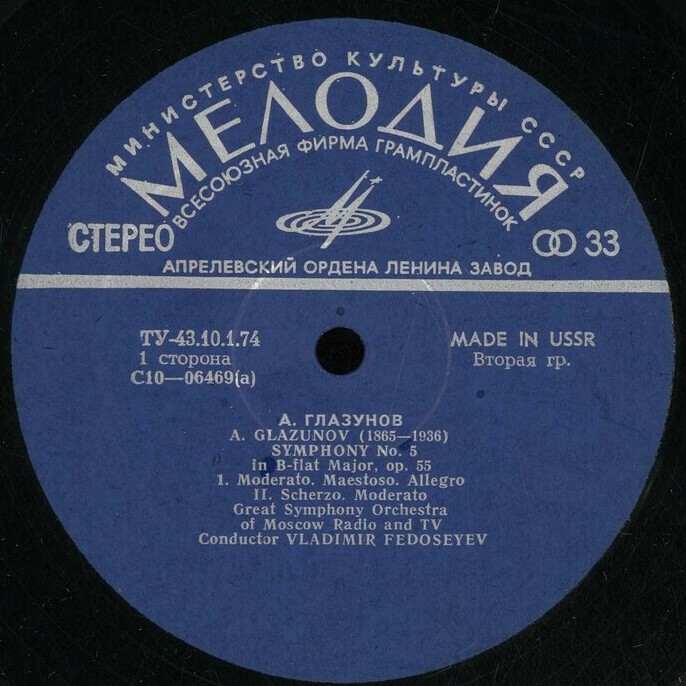 МИНИСТЕРСТВО КУЛЬТУРЫ СССР
МЕЛОДИЯ
ВСЕСОЮЗНАЯ ФИРМА ГРАМПЛАСТИНОК
СТЕРЕО
33
АПРЕЛЕВСКИЙ ОРДЕНА ЛЕНИНА ЗАВОД
ТУ-43.10.1.74
1 сторона
С10—06469(а)
MADE IN USSR
Вторая гр.
А. ГЛАЗУНОВ
A. GLAZUNOV (1865—1936)
SYMPHONY No. 5
in B-flat Major, op. 55
1. Moderato. Maestoso. Allegro
II. Scherzo. Moderato
Great Symphony Orchestra
of Moscow Radio and TV
Conductor VLADIMIR FEDOSEYEV